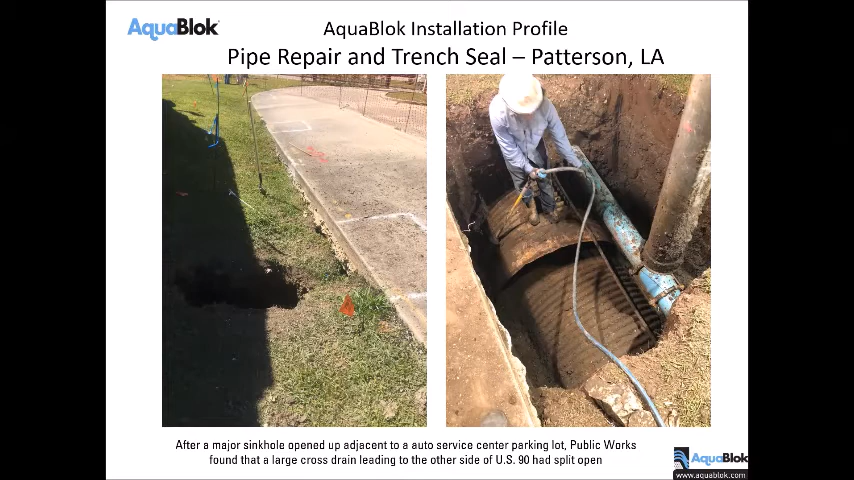 AquaBlok
AquaBlok Installation Profile
Pipe Repair and Trench Seal – Patterson, LA
After a major sinkhole opened up adjacent to a auto service center parking lot, Public Works
found that a large cross drain leading to the other side of U.S. 90 had split open
AquaBlok
www.aquablok.com